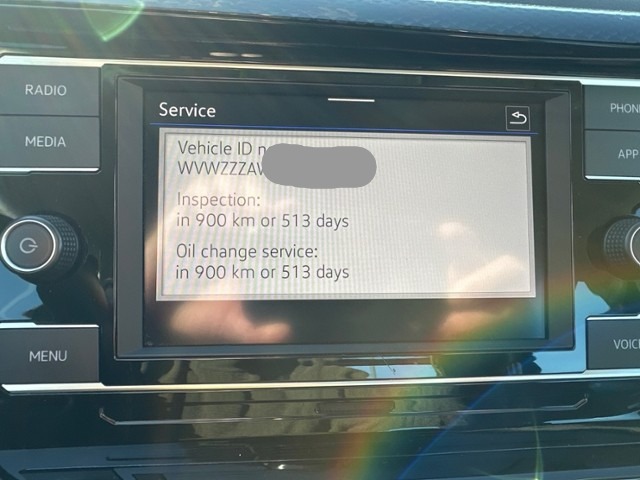 RADIO
MEDIA
MENU
Service
Vehicle ID
WVWZZZA
Inspection:
in 900 km or 513 days
Oil change service:
in 900 km or 513 days
PHON
APP
VOIC